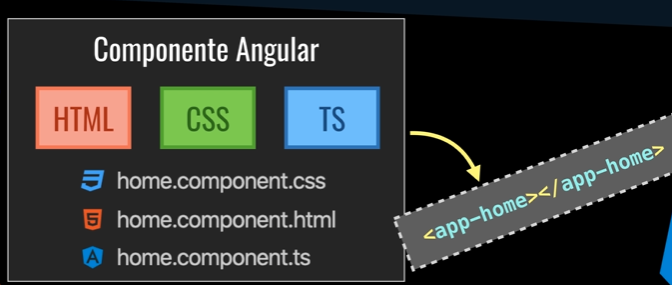 Componente Angular
HTML CSS TS
home.component.css
home.component.html
home.component.ts
<app-home></app-home>